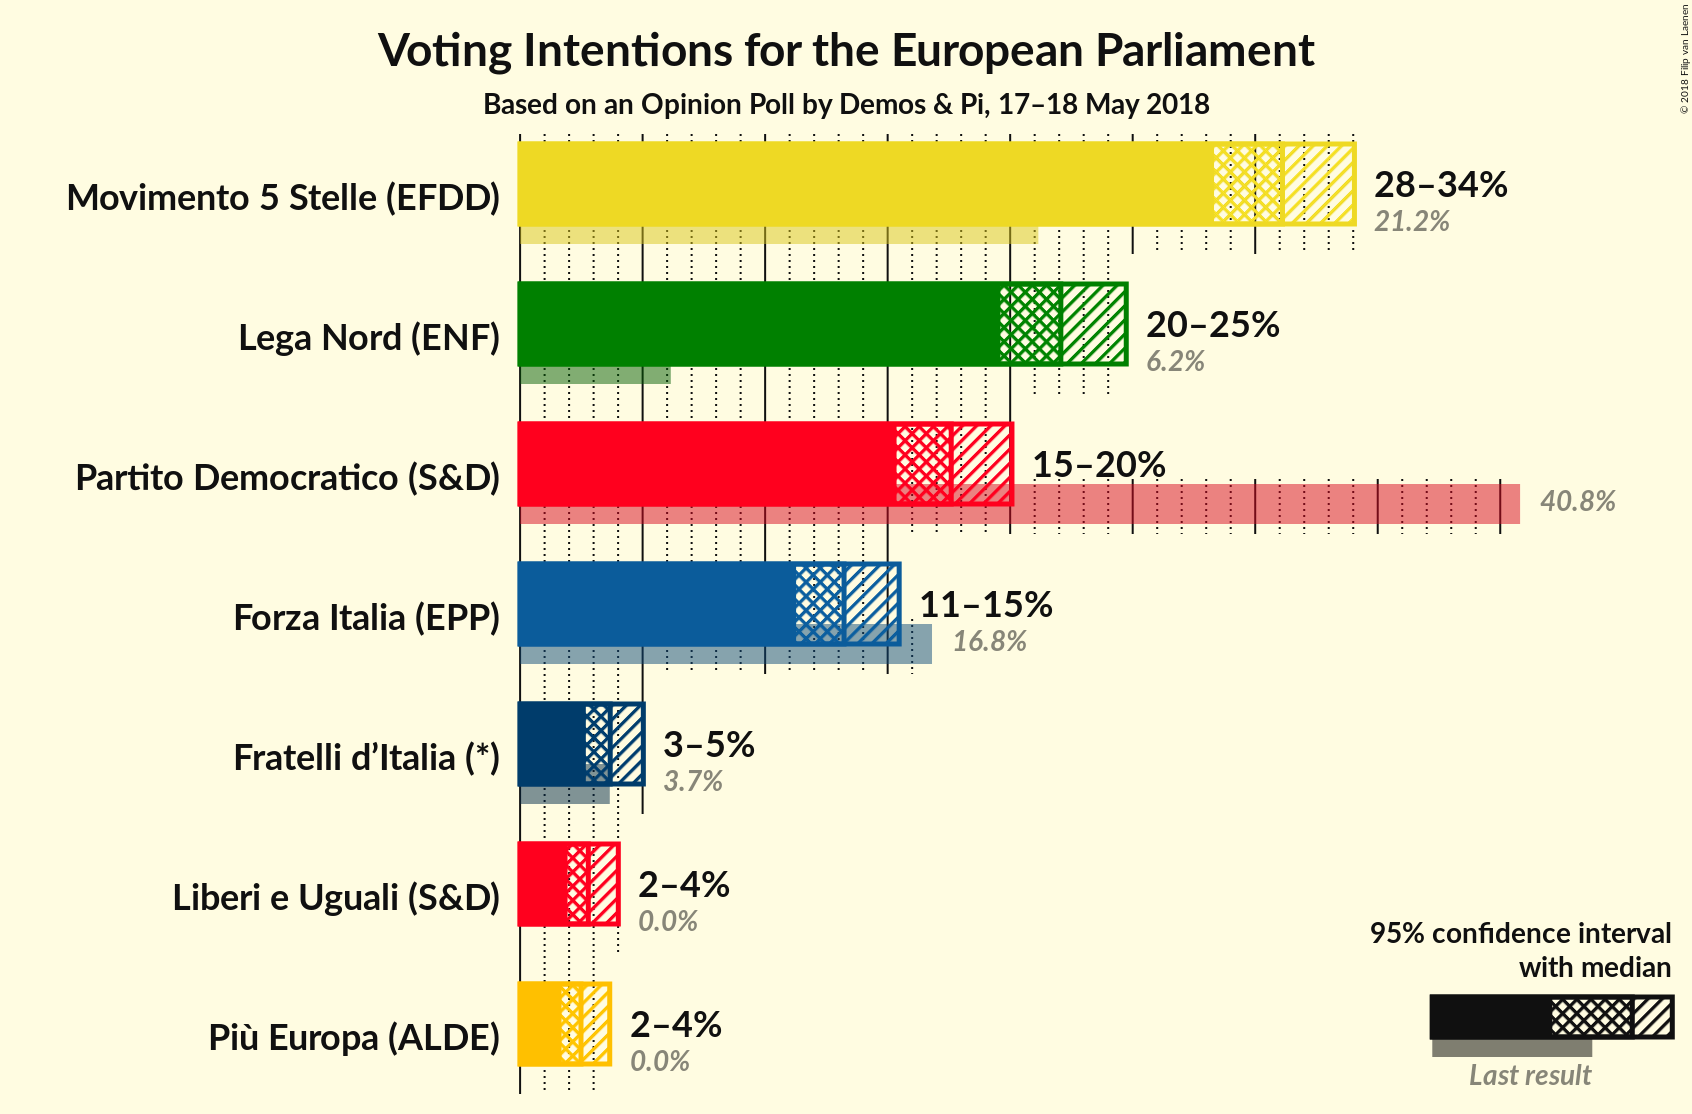 Voting Intentions for the European Parliament
Based on an Opinion Poll by Demos & Pi, 17–18 May 2018
© 2018 Filip van Laenen
Movimento 5 Stelle (EFDD)
28–34%
21.2%
Lega Nord (ENF)
20–25%
6.2%
Partito Democratico (S&D)
15–20%
40.8%
Forza Italia (EPP)
11–15%
16.8%
Fratelli d’Italia (*)
3–5%
3.7%
Liberi e Uguali (S&D)
2–4%
0.0%
Più Europa (ALDE)
2–4%
0.0%
95% confidence interval
with median
Last result